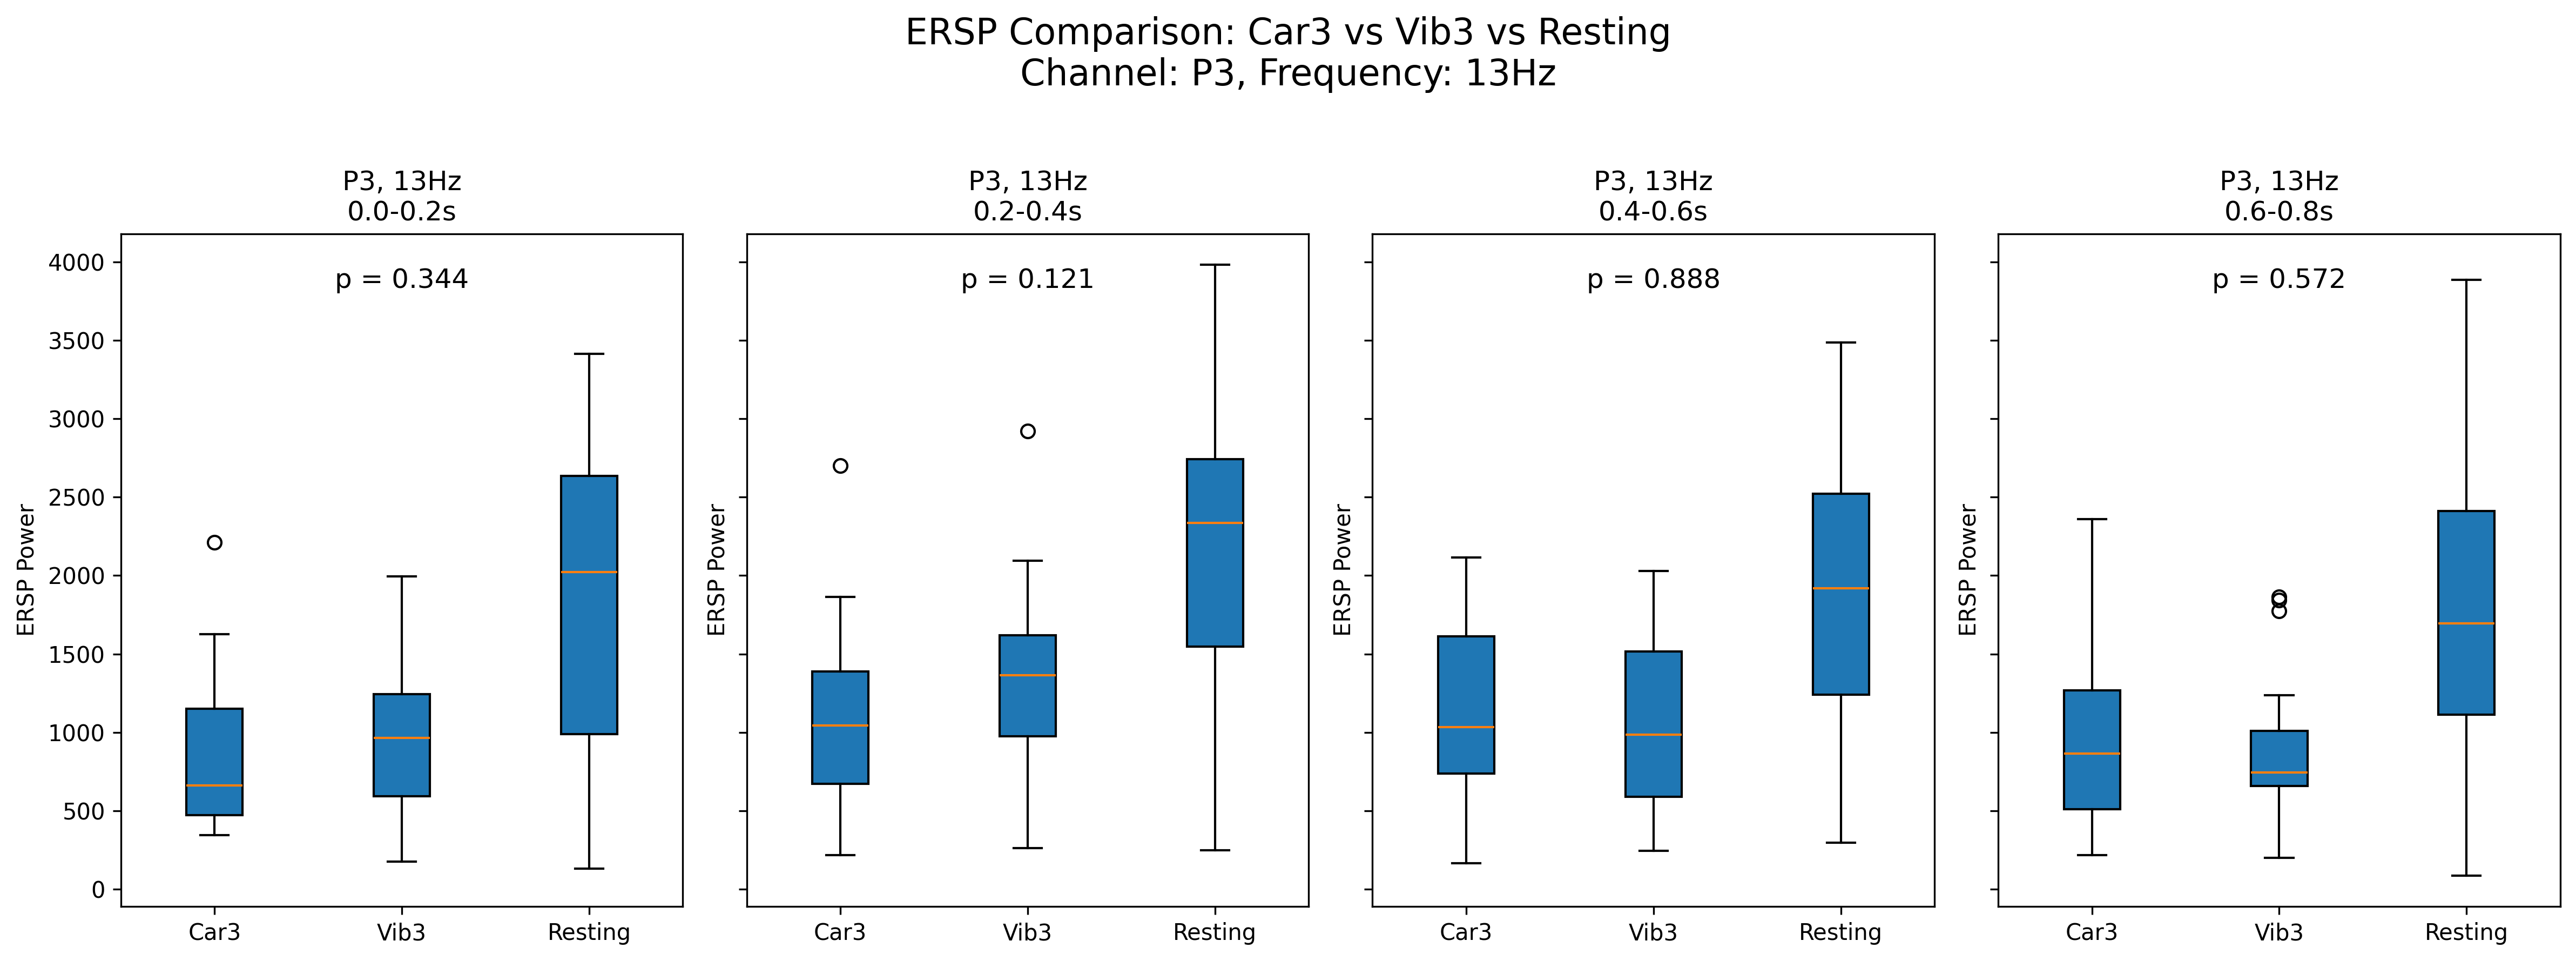 ERSP Comparison: Car3 vs Vib3 vs Resting
Channel: P3, Frequency: 13Hz
P3, 13Hz
0.0-0.2s
p = 0.344
ERSP Power
4000
3500
3000
2500
2000
1500
1000
500
0
Car3 Vib3 Resting
P3, 13Hz
0.2-0.4s
p = 0.121
ERSP Power
Car3 Vib3 Resting
P3, 13Hz
0.4-0.6s
p = 0.888
ERSP Power
Car3 Vib3 Resting
P3, 13Hz
0.6-0.8s
p = 0.572
ERSP Power
Car3 Vib3 Resting